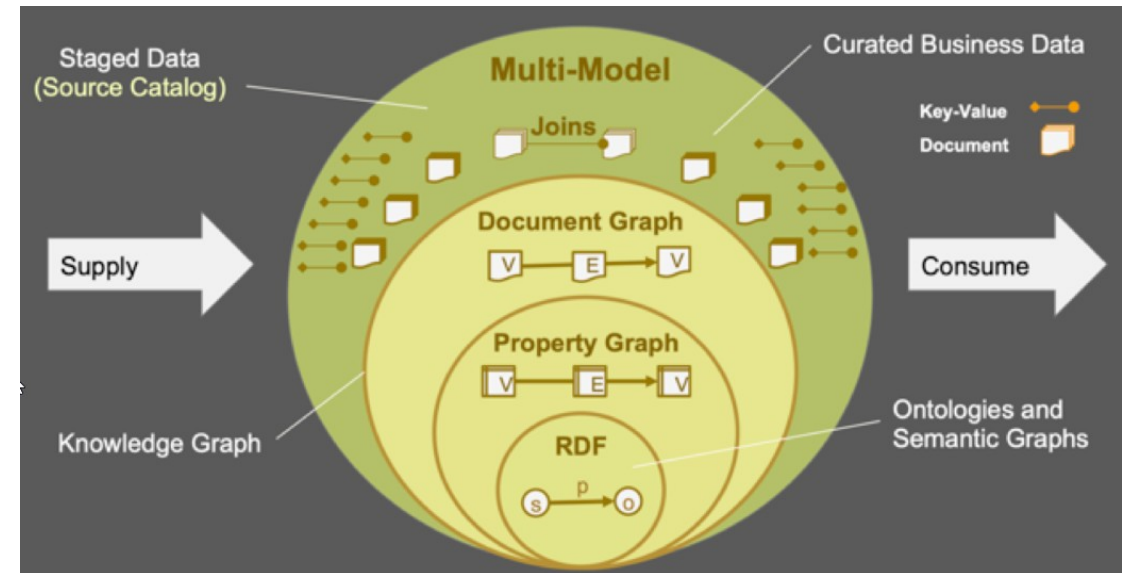 Staged Data
(Source Catalog)
Multi-Model
Curated Business Data
Joins
Key-Value
Document
Document Graph
V E V
Supply
Consume
Property Graph
V E V
Knowledge Graph
RDF
Ontologies and
Semantic Graphs
p
s o